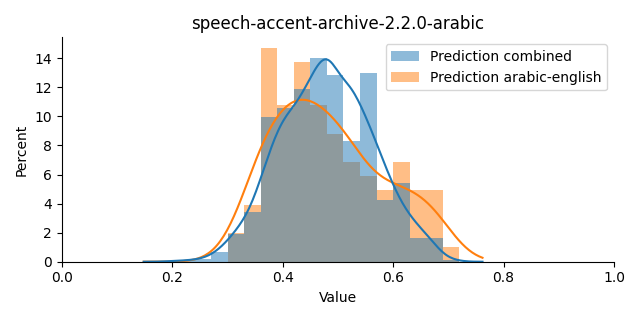 speech-accent-archive-2.2.0-arabic
Prediction combined
Prediction arabic-english
Percent
14
12
10
8
6
4
2
0
0.0 0.2 0.4 0.6 0.8 1.0
Value